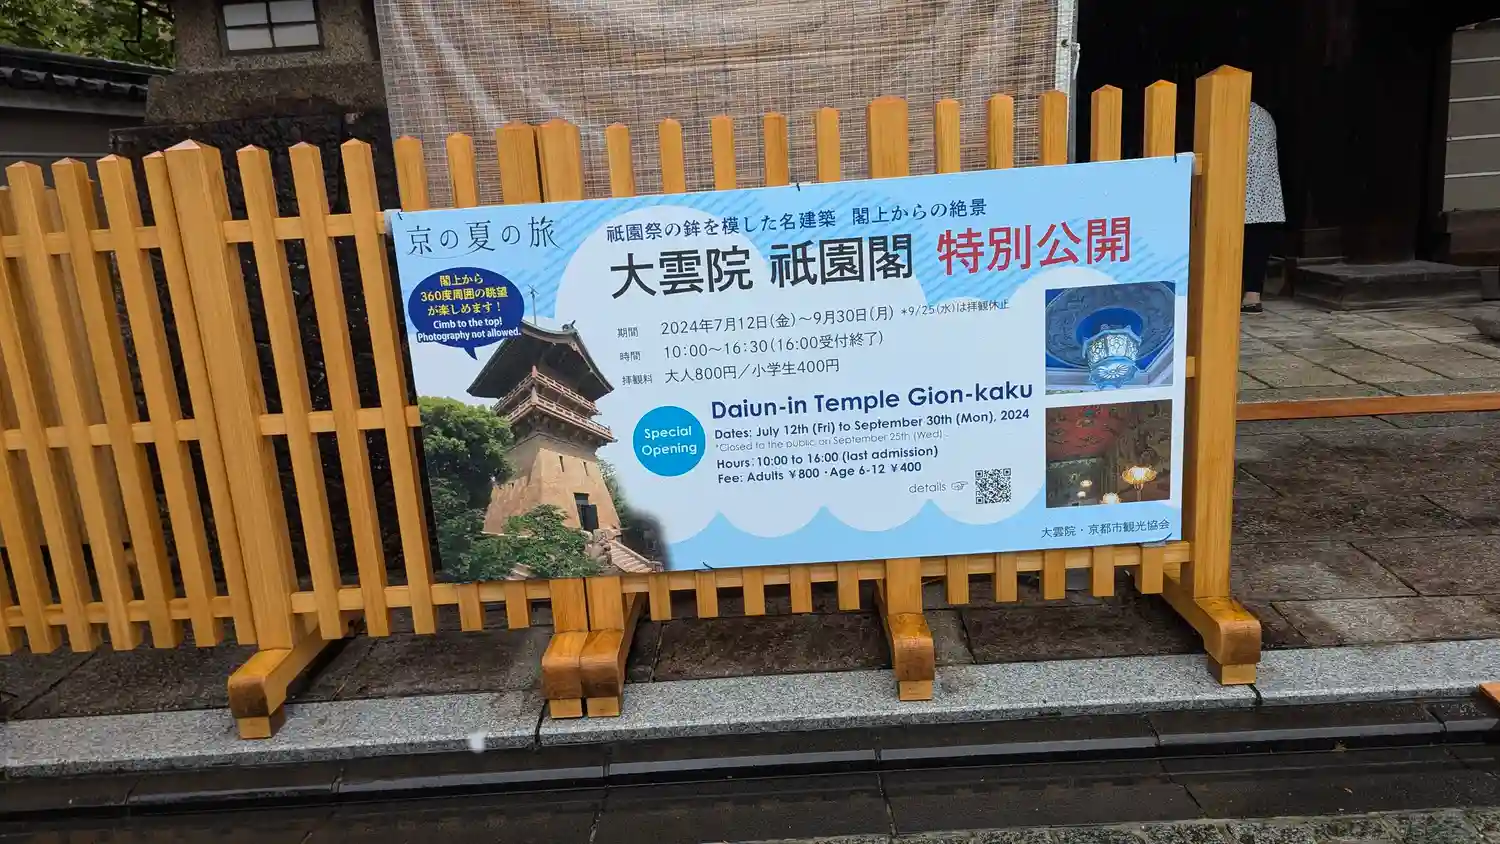 京の夏の旅
祇園祭の鉾を模した名建築 閣上からの絶景
大雲院 祇園閣 特別公開
閣上から
360度周囲の眺望
が楽しめます！
Cimb to the top!
Photography not allowed.
期間 2024年7月12日(金)～9月30日(月) *9/25(水)は拝観休止
時間 10:00～16:30(16:00受付終了)
拝観料 大人800円／小学生400円
Special
Opening
Daiun-in Temple Gion-kaku
Dates: July 12th (Fri) to September 30th (Mon), 2024
*Closed to the public on September 25th (Wed).
Hours: 10:00 to 16:00 (last admission)
Fee: Adults ￥800・Age 6-12 ￥400
details ☞
大雲院・京都市観光協会